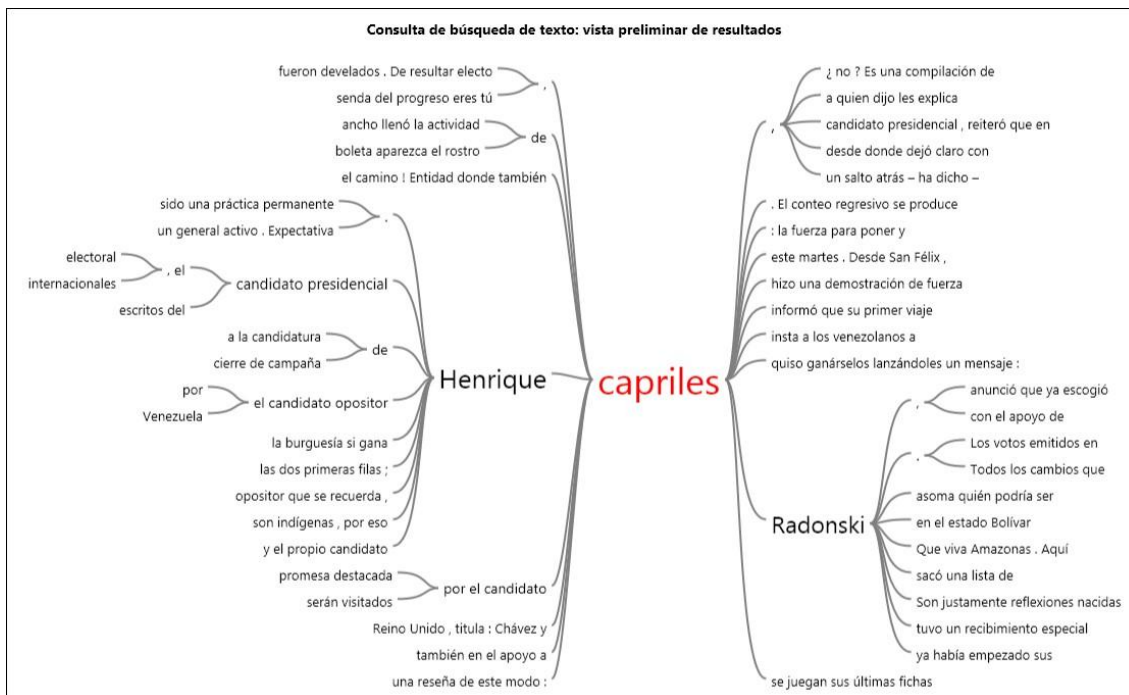 Consulta de búsqueda de texto: vista preliminar de resultados
fueron develados . De resultar electo
senda del progreso eres tú
,
ancho llenó la actividad
boleta aparezca el rostro
de
el camino ! Entidad donde también
sido una práctica permanente
un general activo . Expectativa
.
electoral
internacionales
, el
escritos del
candidato presidencial
a la candidatura
cierre de campaña
de
por
Venezuela
el candidato opositor
la burguesía si gana
las dos primeras filas ;
opositor que se recuerda ,
son indígenas , por eso
y el propio candidato
Henrique
promesa destacada
serán visitados
por el candidato
Reino Unido , titula : Chávez y
también en el apoyo a
una reseña de este modo :
capriles
,
¿ no ? Es una compilación de
a quien dijo les explica
candidato presidencial , reiteró que en
desde donde dejó claro con
un salto atrás – ha dicho –
. El conteo regresivo se produce
: la fuerza para poner y
este martes . Desde San Félix ,
hizo una demostración de fuerza
informó que su primer viaje
insta a los venezolanos a
quiso ganárselos lanzándoles un mensaje :
Radonski
,
anunció que ya escogió
con el apoyo de
.
Los votos emitidos en
Todos los cambios que
asoma quién podría ser
en el estado Bolívar
Que viva Amazonas . Aquí
sacó una lista de
Son justamente reflexiones nacidas
tuvo un recibimiento especial
ya había empezado sus
se juegan sus últimas fichas